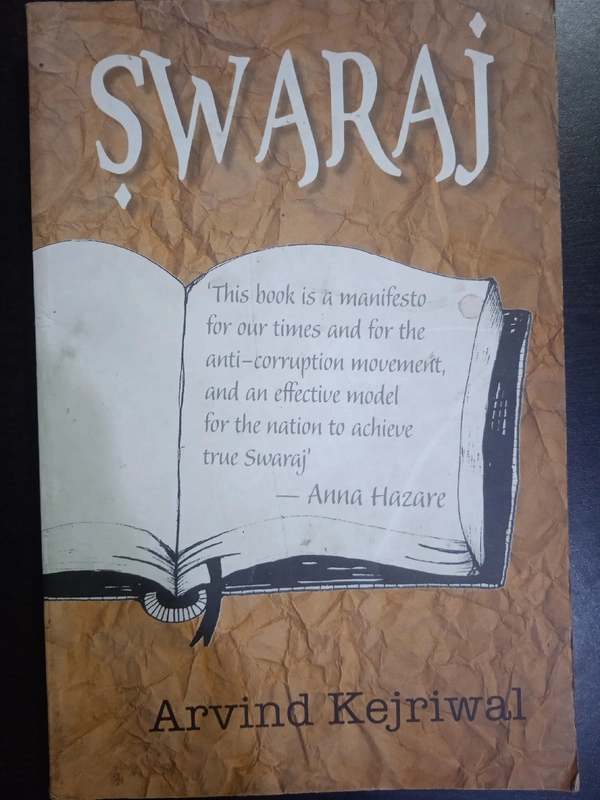 SWARAJ
'This book is a manifesto
for our times and for the
anti-corruption movement,
and an effective model
for the nation to achieve
true Swaraj'
— Anna Hazare
Arvind Kejriwal